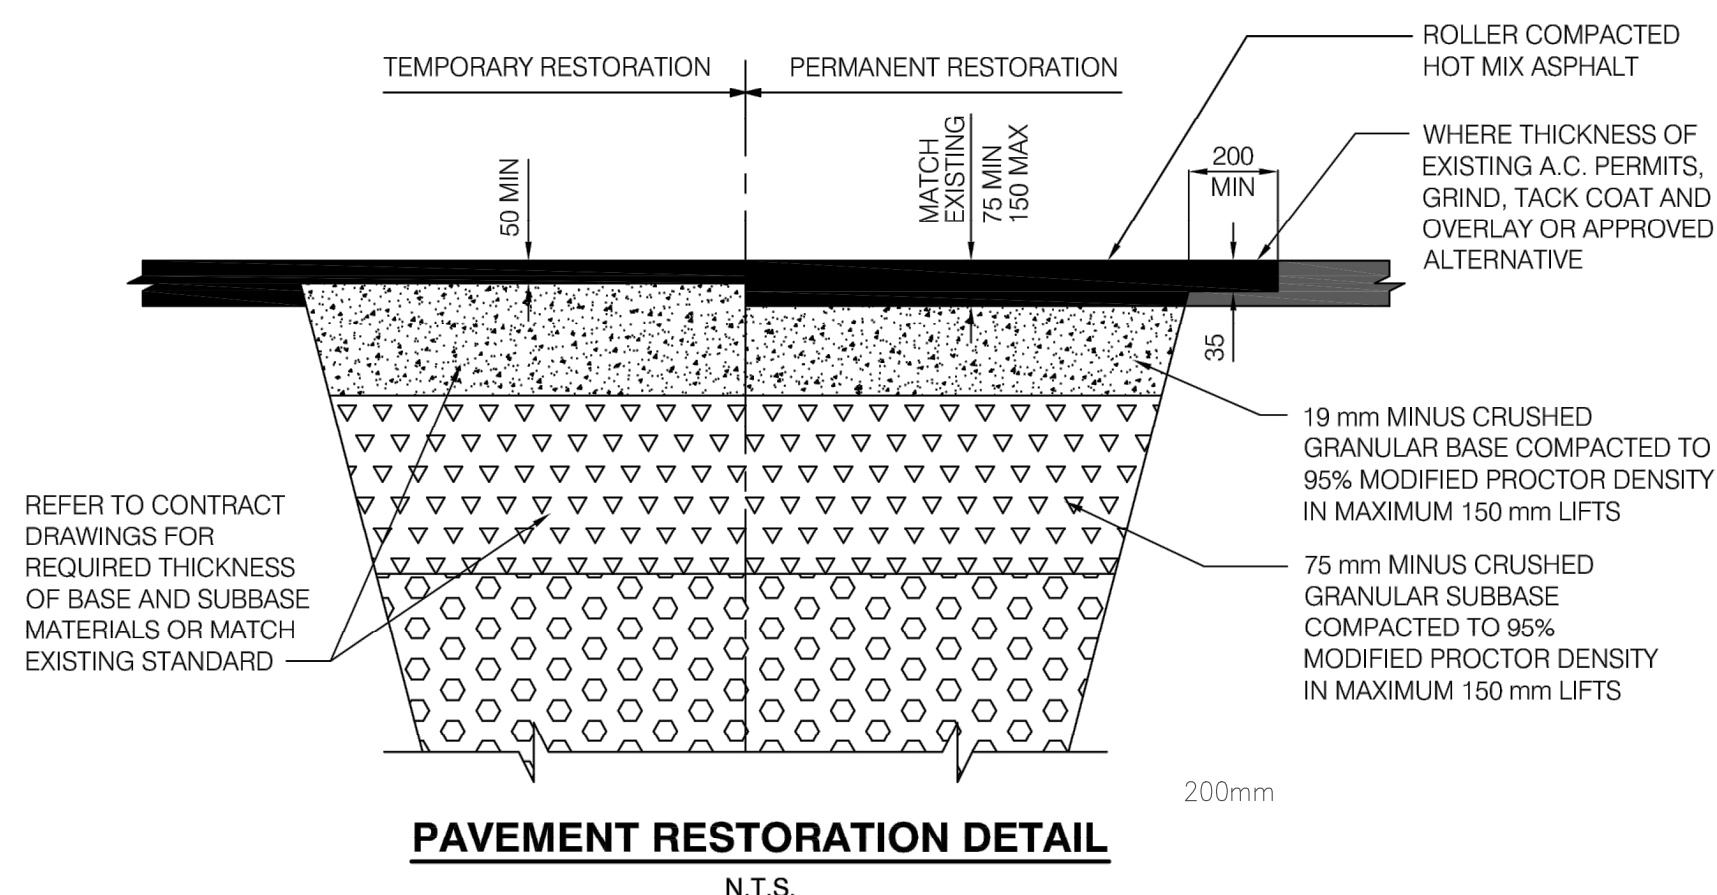 TEMPORARY RESTORATION
PERMANENT RESTORATION
ROLLER COMPACTED
HOT MIX ASPHALT
WHERE THICKNESS OF
EXISTING A.C. PERMITS,
GRIND, TACK COAT AND
OVERLAY OR APPROVED
ALTERNATIVE
50 MIN
MATCH
EXISTING
75 MIN
150 MAX
200
MIN
35
19 mm MINUS CRUSHED
GRANULAR BASE COMPACTED TO
95% MODIFIED PROCTOR DENSITY
IN MAXIMUM 150 mm LIFTS
REFER TO CONTRACT
DRAWINGS FOR
REQUIRED THICKNESS
OF BASE AND SUBBASE
MATERIALS OR MATCH
EXISTING STANDARD
75 mm MINUS CRUSHED
GRANULAR SUBBASE
COMPACTED TO 95%
MODIFIED PROCTOR DENSITY
IN MAXIMUM 150 mm LIFTS
200mm
PAVEMENT RESTORATION DETAIL
N.T.S.